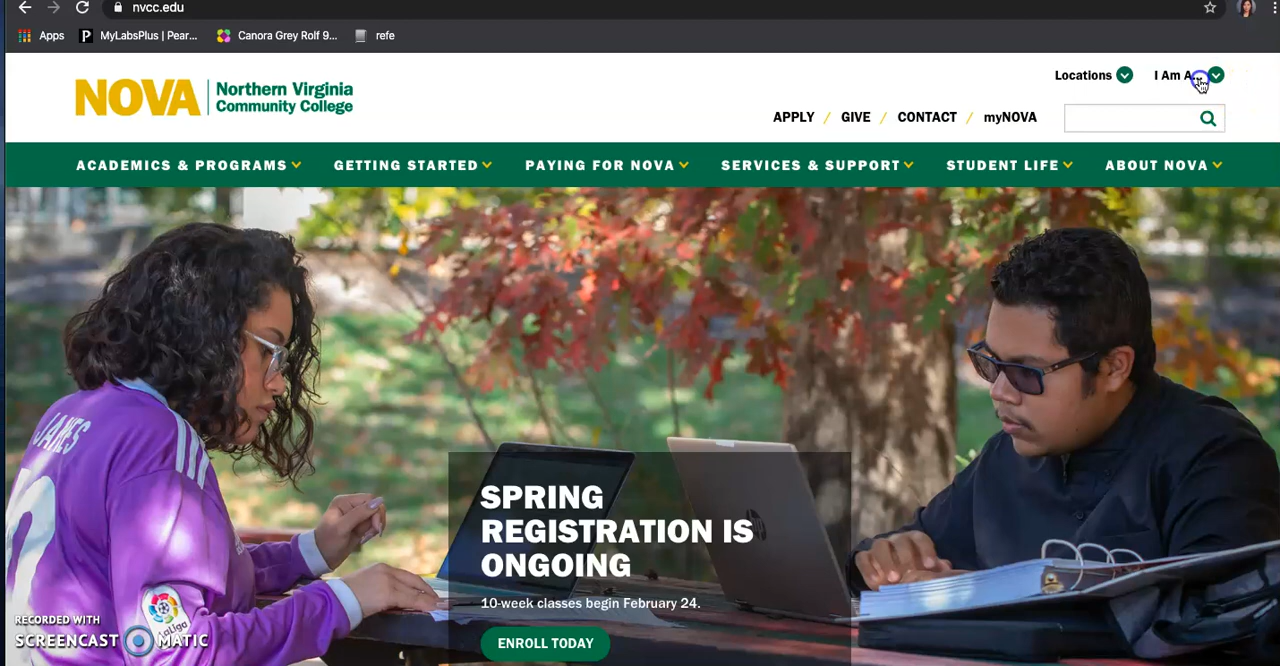 nvcc.edu
Apps MyLabsPlus | Pear... Canora Grey Rolf 9... refe
Locations I Am A...
NOVA Northern Virginia
Community College
APPLY / GIVE / CONTACT / myNOVA
ACADEMICS & PROGRAMS GETTING STARTED PAYING FOR NOVA SERVICES & SUPPORT STUDENT LIFE ABOUT NOVA
JAMES
SPRING
REGISTRATION IS
ONGOING
10-week classes begin February 24.
ENROLL TODAY
LaLiga
RECORDED WITH
SCREENCAST MATIC